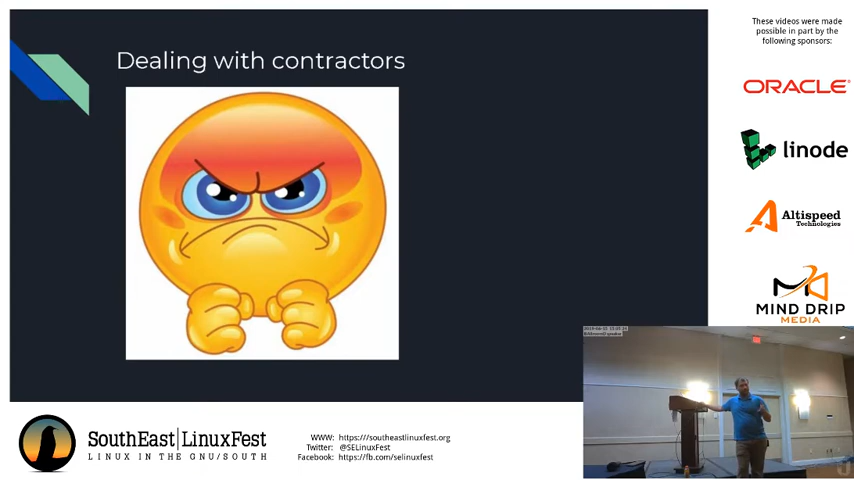 Dealing with contractors
These videos were made
possible in part by the
following sponsors:
ORACLE®
linode
Altispeed
Technologies
MIND DRIP
MEDIA
SouthEast|LinuxFest
LINUX IN THE GNU/SOUTH
WWW: https:///southeastlinuxfest.org
Twitter: @SELinuxFest
Facebook: https://fb.com/selinuxfest